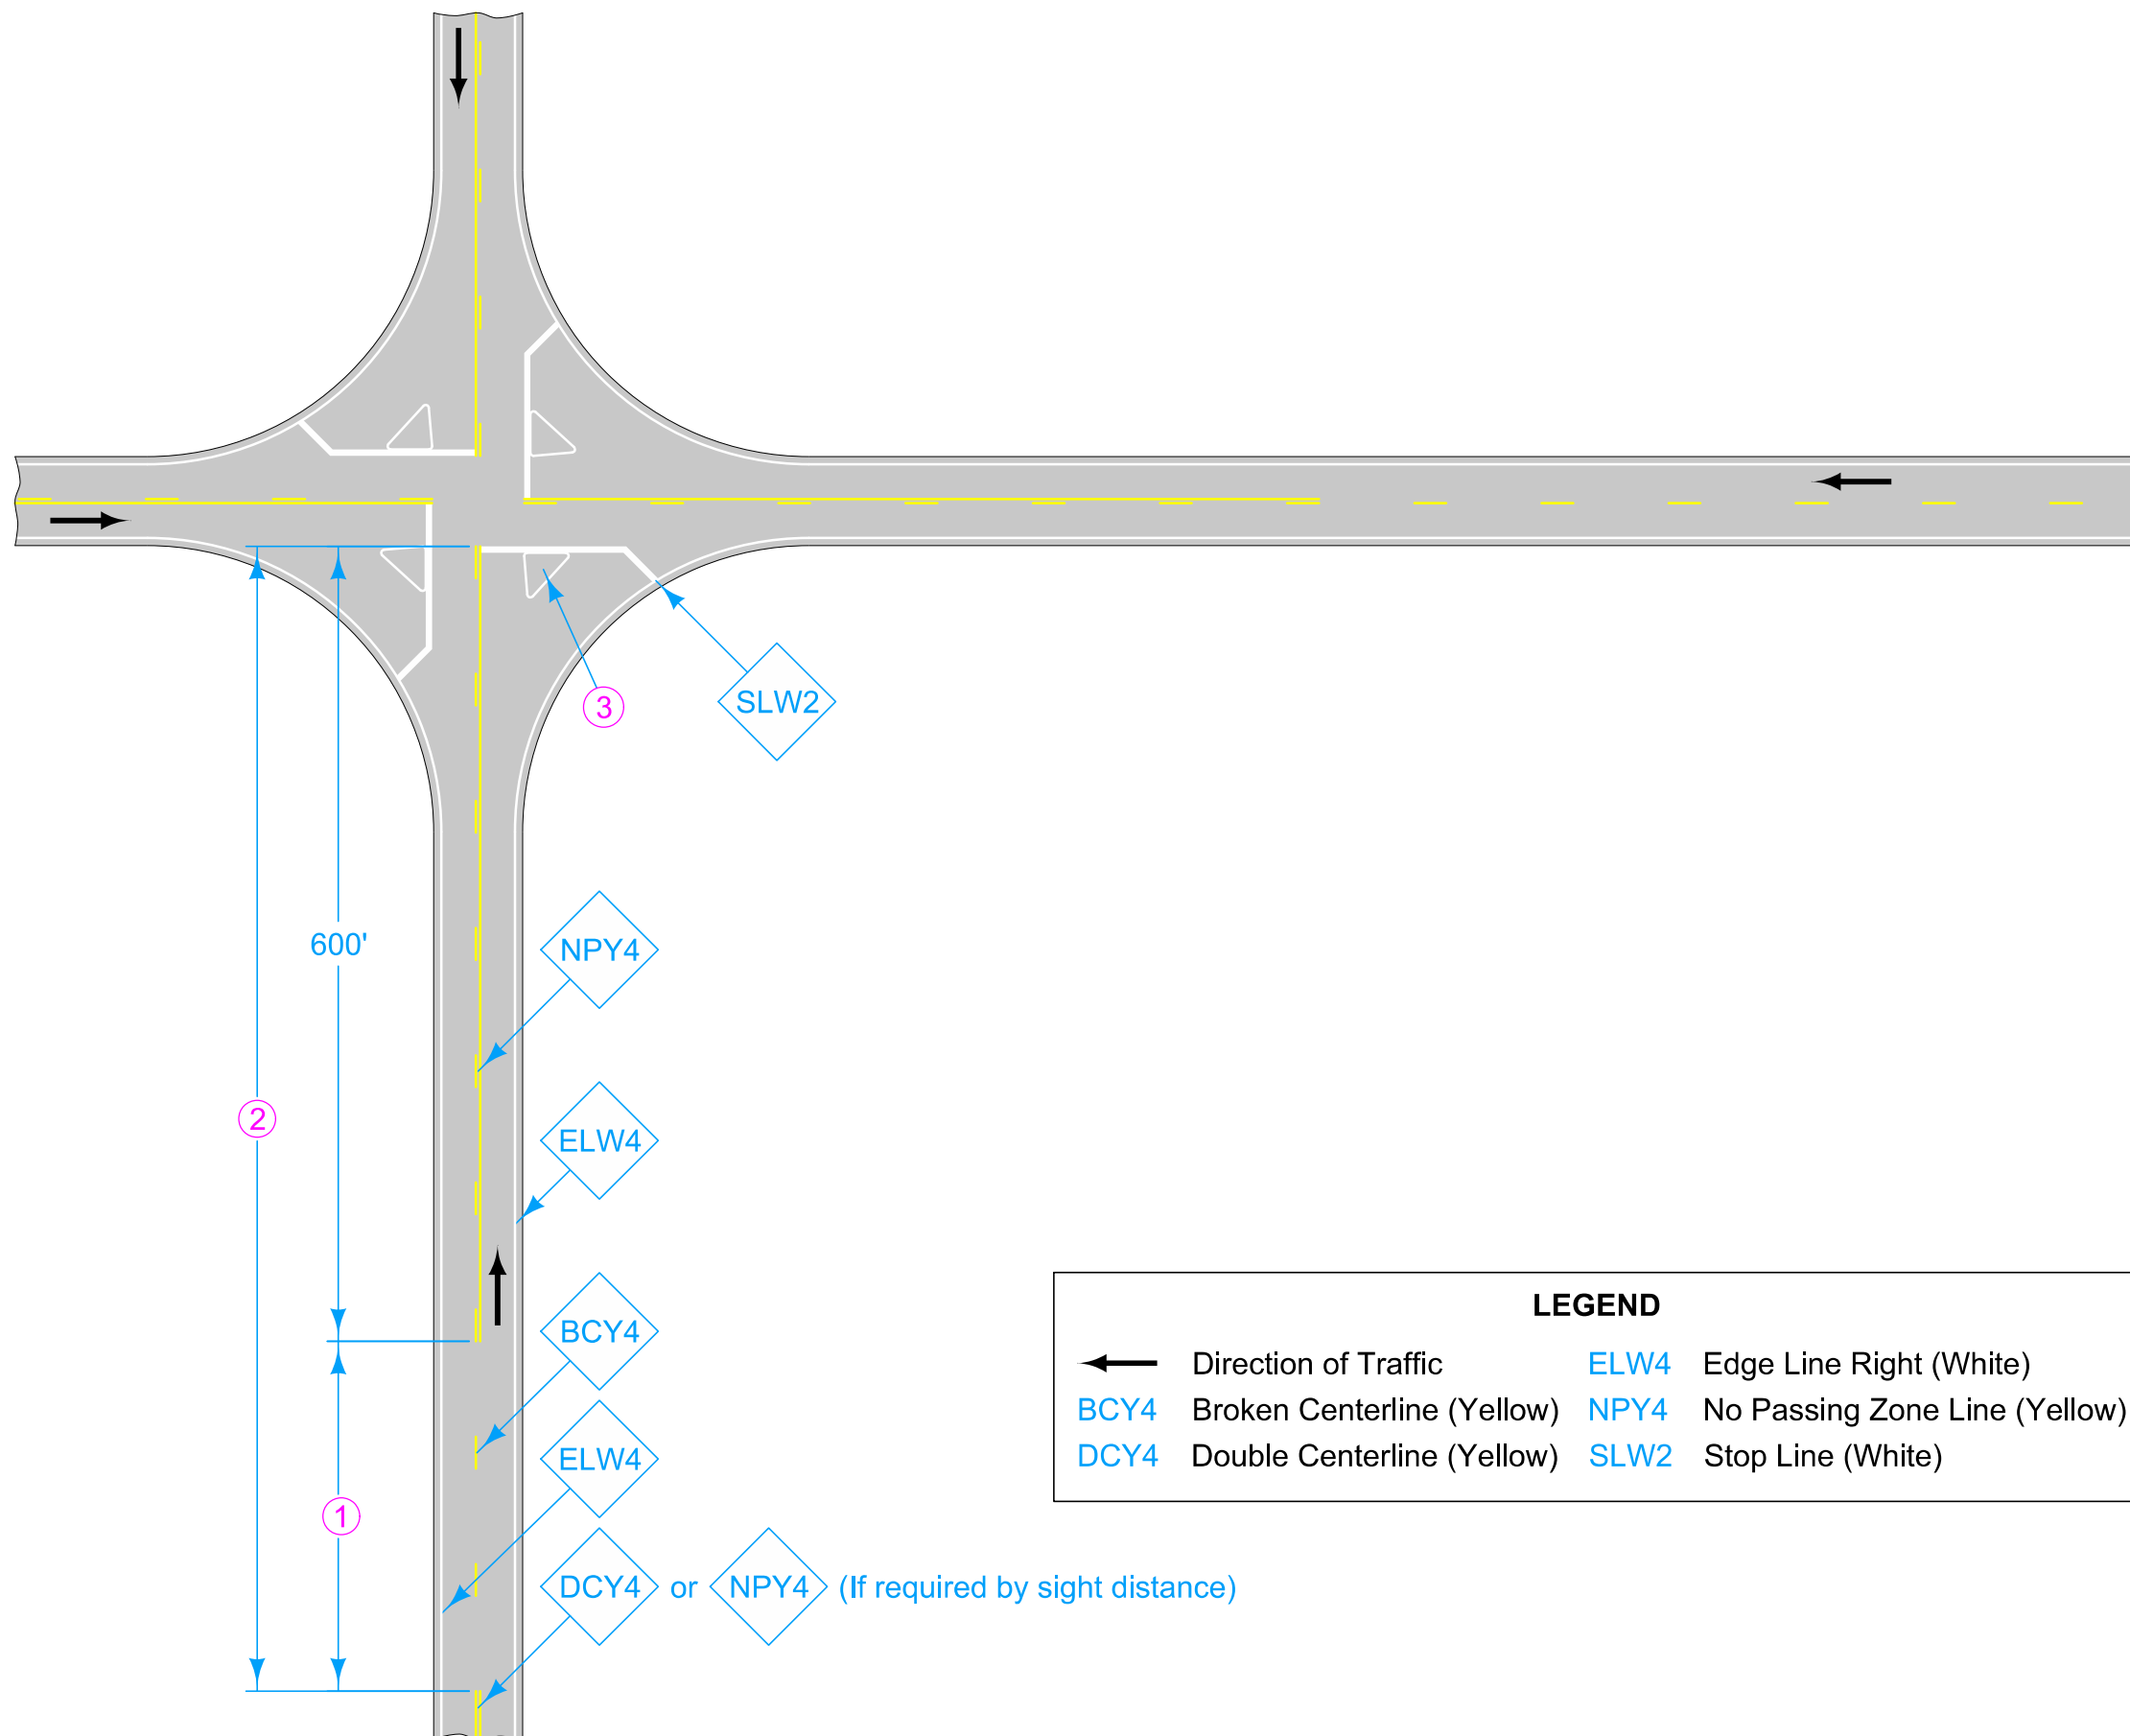 3
SLW2
600'
NPY4
2
ELW4
BCY4
ELW4
1
DCY4 or NPY4 (If required by sight distance)
LEGEND
Direction of Traffic
ELW4 Edge Line Right (White)
BCY4 Broken Centerline (Yellow)
NPY4 No Passing Zone Line (Yellow)
DCY4 Double Centerline (Yellow)
SLW2 Stop Line (White)